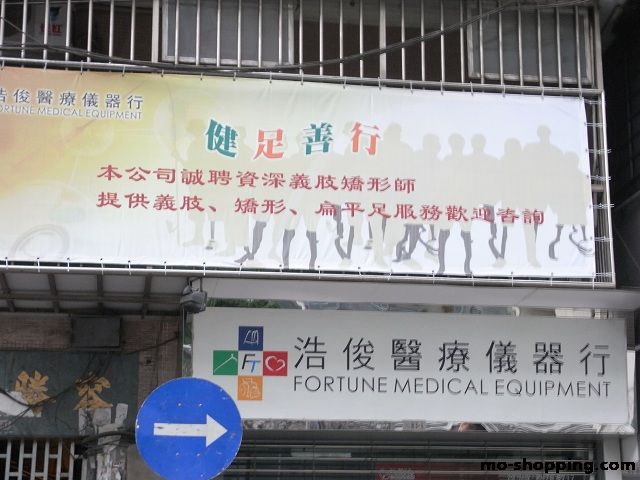 浩俊醫療儀器行
FORTUNE MEDICAL EQUIPMENT
健足善行
本公司誠聘資深義肢矯形師
提供義肢、矯形、扁平足服務歡迎咨詢
FT
浩俊醫療儀器行
FORTUNE MEDICAL EQUIPMENT
mo-shopping.com